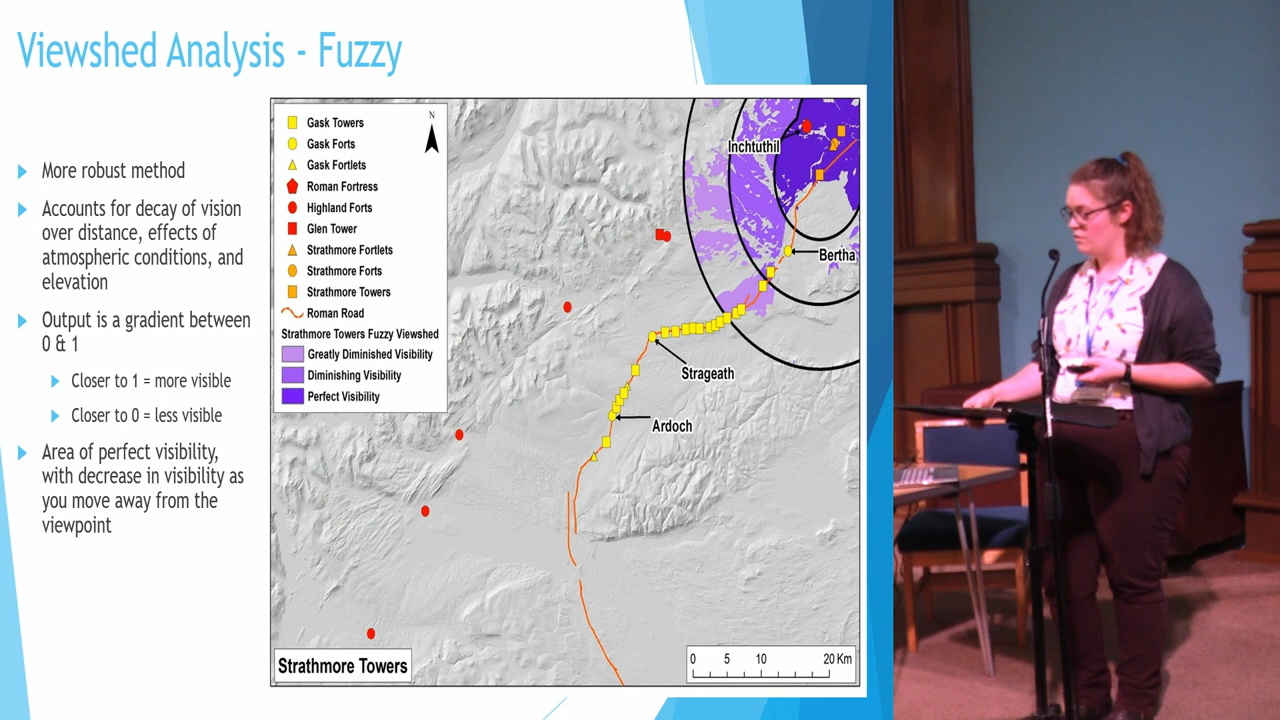 Viewshed Analysis - Fuzzy
More robust method
Accounts for decay of vision
over distance, effects of
atmospheric conditions, and
elevation
Output is a gradient between
0 & 1
Closer to 1 = more visible
Closer to 0 = less visible
Area of perfect visibility,
with decrease in visibility as
you move away from the
viewpoint
Gask Towers
Gask Forts
Gask Fortlets
Roman Fortress
Highland Forts
Glen Tower
Strathmore Fortlets
Strathmore Forts
Strathmore Towers
Roman Road
Strathmore Towers Fuzzy Viewshed
Greatly Diminished Visibility
Diminishing Visibility
Perfect Visibility
N
Inchtuthil
Bertha
Strageath
Ardoch
Strathmore Towers
0 5 10 20 Km